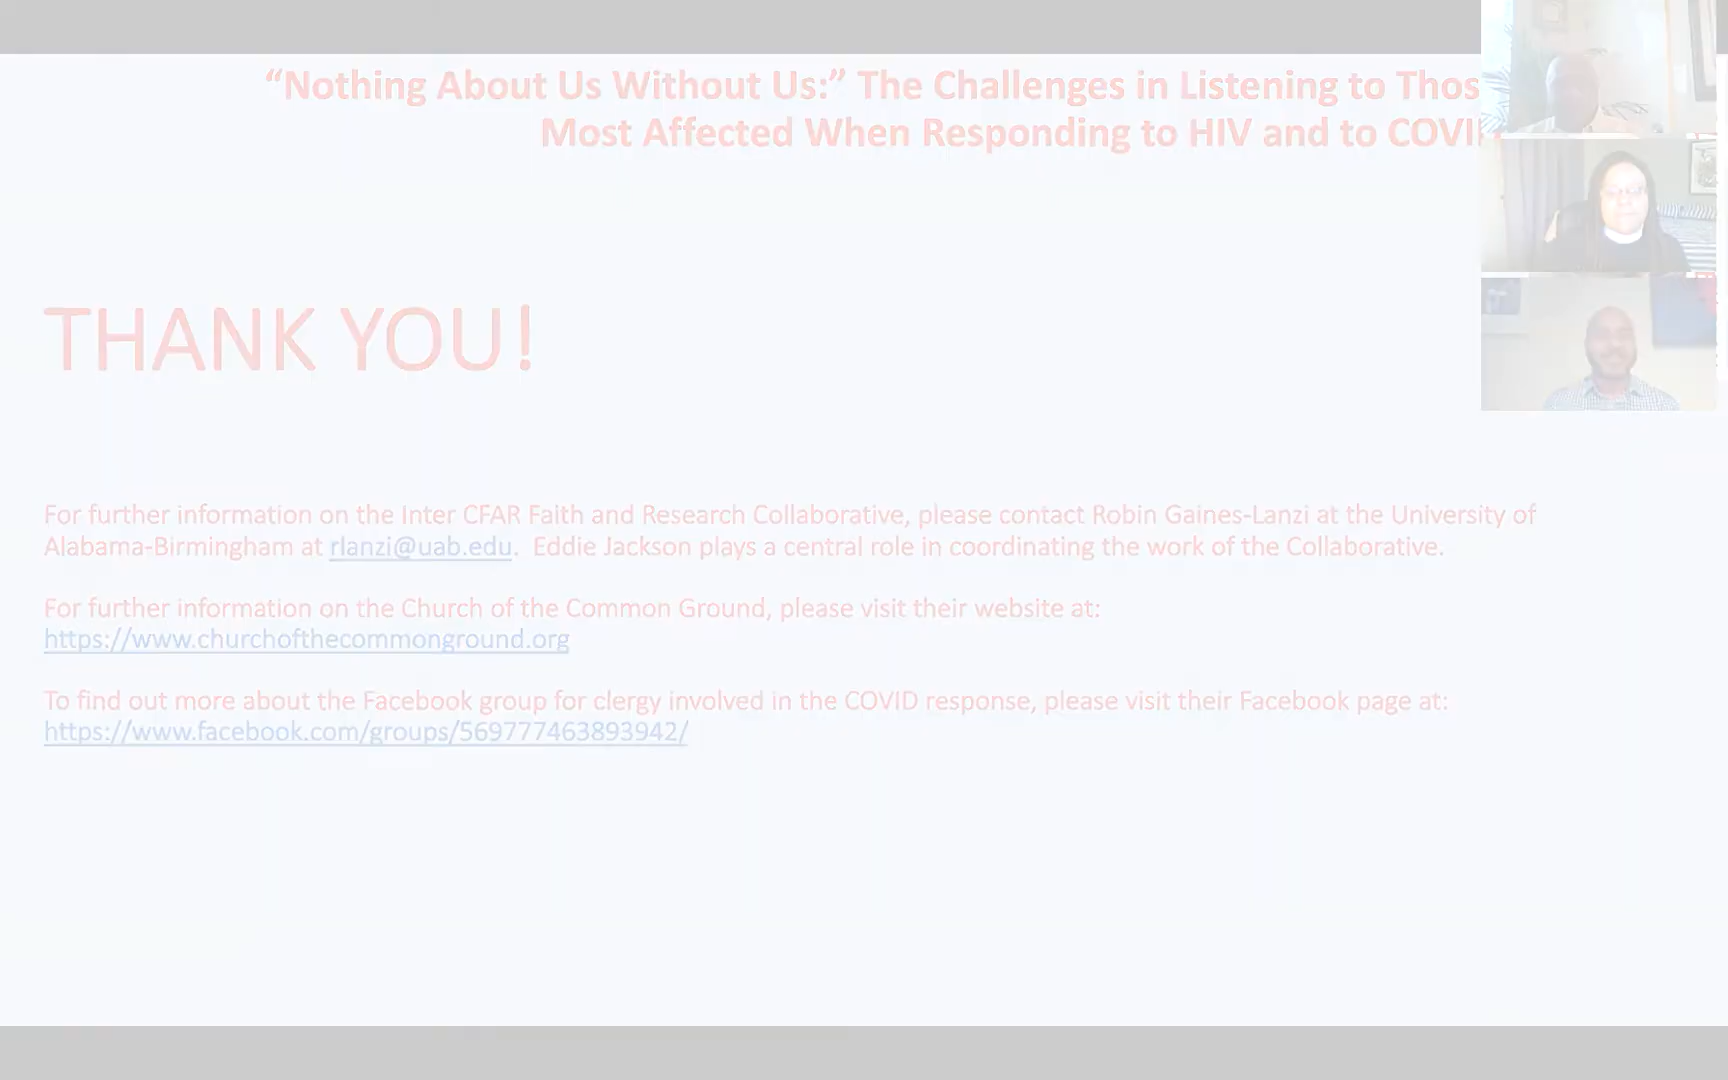 “Nothing About Us Without Us:” The Challenges in Listening to Thos
Most Affected When Responding to HIV and to COVI
THANK YOU!
For further information on the Inter CFAR Faith and Research Collaborative, please contact Robin Gaines-Lanzi at the University of
Alabama-Birmingham at rlanzi@uab.edu.  Eddie Jackson plays a central role in coordinating the work of the Collaborative.
For further information on the Church of the Common Ground, please visit their website at:
https://www.churchofthecommonground.org
To find out more about the Facebook group for clergy involved in the COVID response, please visit their Facebook page at:
https://www.facebook.com/groups/569777463893942/